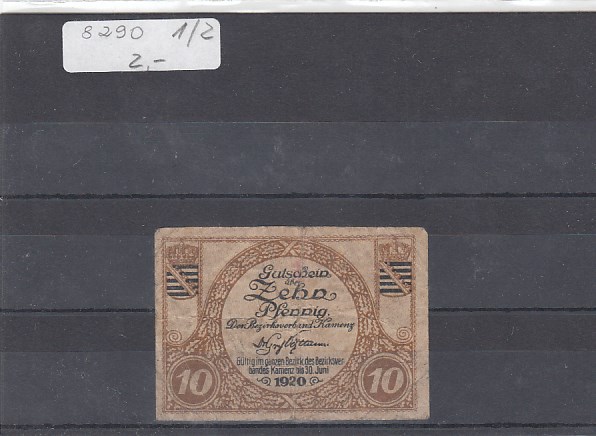 8290 1/2
2,-
Gutschein
über
Zehn
Pfennig.
Der Bezirksverband Kamenz
Gültig im ganzen Bezirk des Bezirksver-
bandes Kamenz bis 30. Juni
1920
10 10